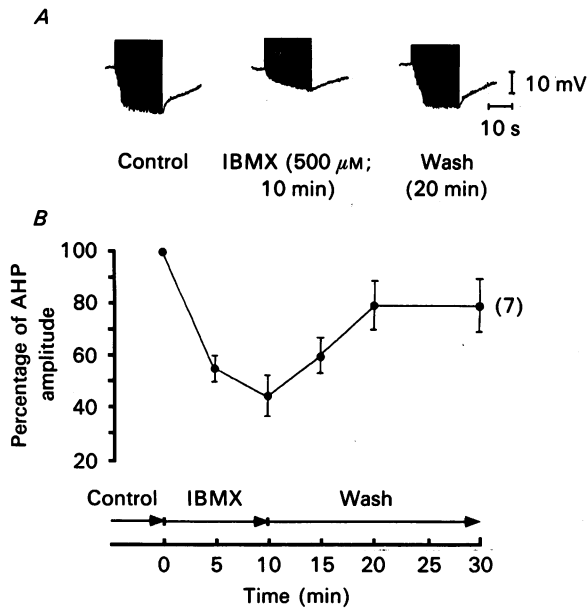 A
10 mV
10 s
Control IBMX (500 μM; Wash
10 min) (20 min)
B
Percentage of AHP
amplitude
100
80
60
40
20
(7)
Control IBMX Wash
0 5 10 15 20 25 30
Time (min)